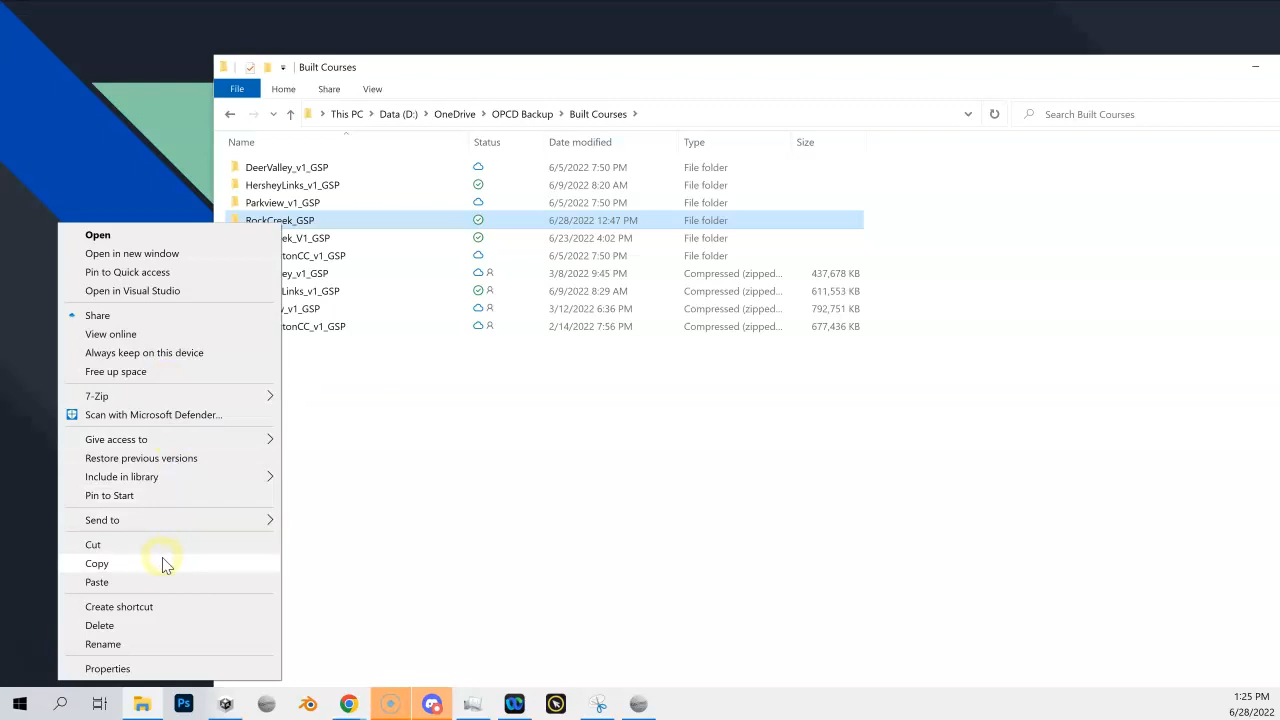 Built Courses
File Home Share View
This PC > Data (D:) > OneDrive > OPCD Backup > Built Courses >
Search Built Courses
Name Status Date modified Type Size
DeerValley_v1_GSP 6/5/2022 7:50 PM File folder
HersheyLinks_v1_GSP 6/9/2022 8:20 AM File folder
Parkview_v1_GSP 6/5/2022 7:50 PM File folder
RockCreek_GSP 6/28/2022 12:47 PM File folder
ek_V1_GSP 6/23/2022 4:02 PM File folder
tonCC_v1_GSP 6/5/2022 7:50 PM File folder
ey_v1_GSP 3/8/2022 9:45 PM Compressed (zipped... 437,678 KB
Links_v1_GSP 6/9/2022 8:29 AM Compressed (zipped... 611,553 KB
w_v1_GSP 3/12/2022 6:36 PM Compressed (zipped... 792,751 KB
tonCC_v1_GSP 2/14/2022 7:56 PM Compressed (zipped... 677,436 KB
Open
Open in new window
Pin to Quick access
Open in Visual Studio
Share
View online
Always keep on this device
Free up space
7-Zip
Scan with Microsoft Defender...
Give access to
Restore previous versions
Include in library
Pin to Start
Send to
Cut
Copy
Paste
Create shortcut
Delete
Rename
Properties
Ps
1:25 PM
6/28/2022